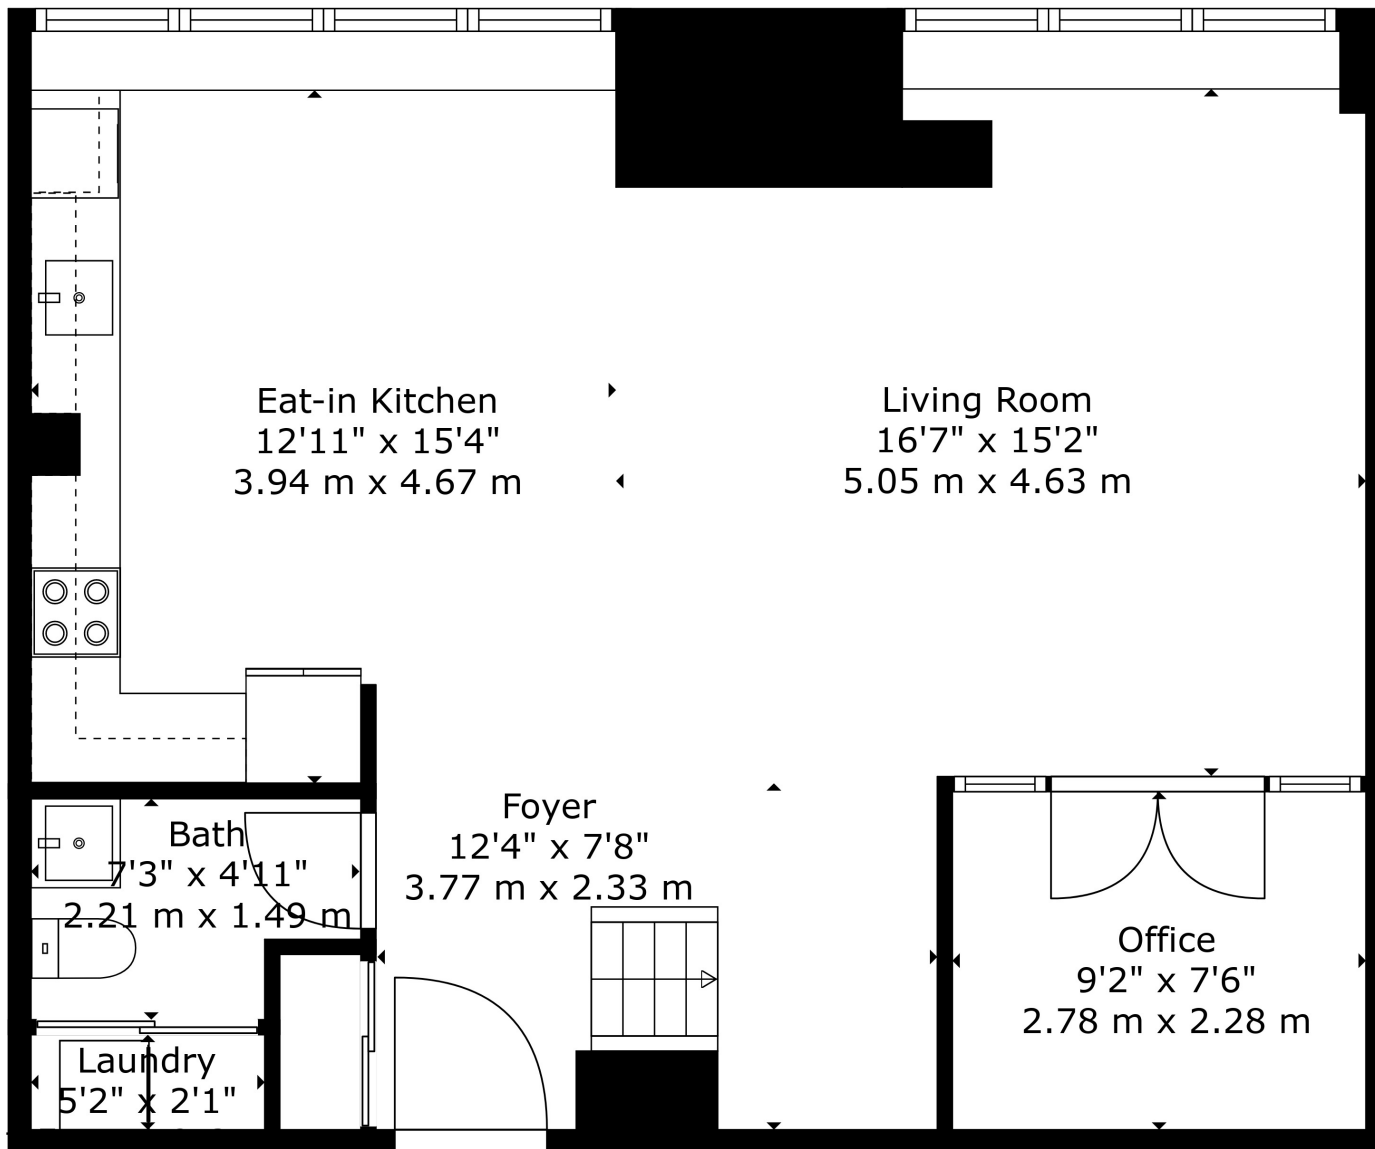 Eat-in Kitchen
12'11" x 15'4"
3.94 m x 4.67 m
Living Room
16'7" x 15'2"
5.05 m x 4.63 m
Foyer
12'4" x 7'8"
3.77 m x 2.33 m
Bath
7'3" x 4'11"
2.21 m x 1.49 m
Office
9'2" x 7'6"
2.78 m x 2.28 m
Laundry
5'2" x 2'1"